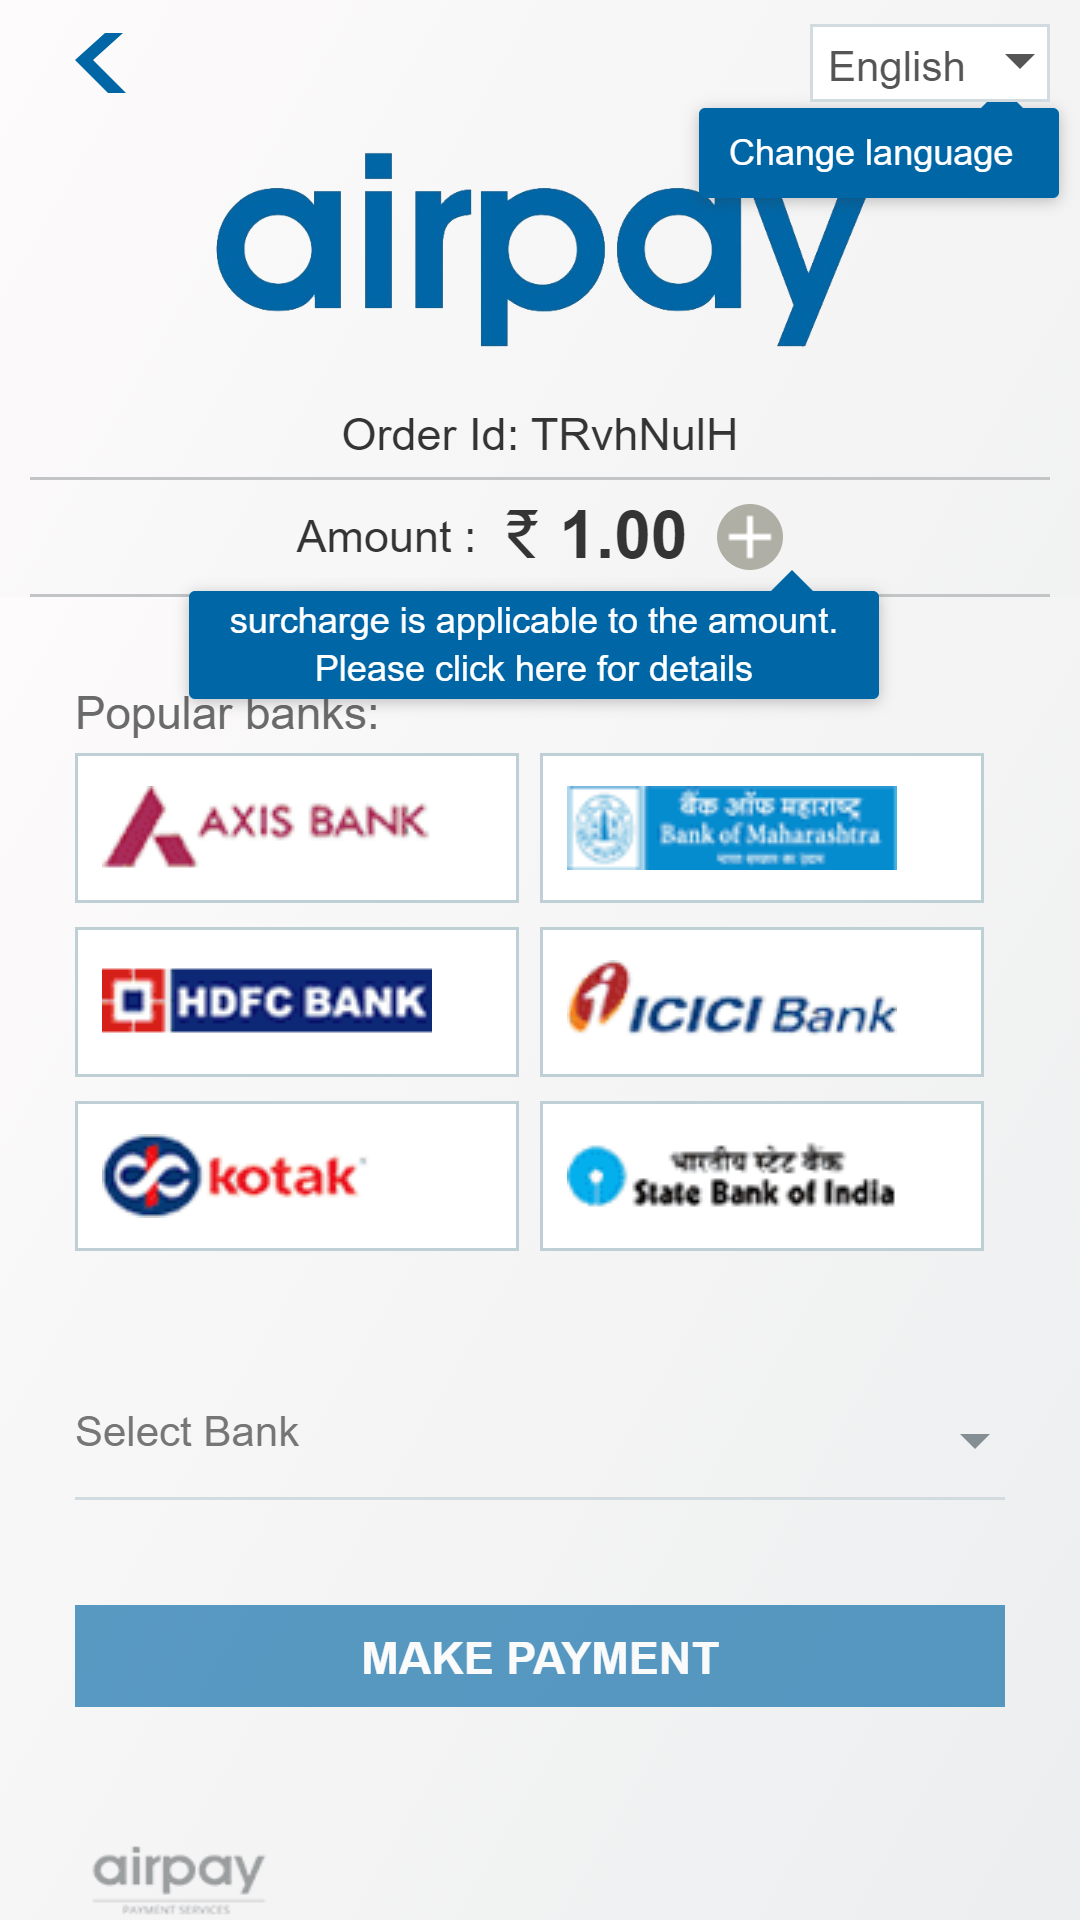 English
Change language
airpay
Order Id: TRvhNulH
Amount : ₹ 1.00
surcharge is applicable to the amount.
Please click here for details
Popular banks:
AXIS BANK
बैंक ऑफ महाराष्ट्र
Bank of Maharashtra
HDFC BANK
ICICI Bank
kotak
भारतीय स्टेट बैंक
State Bank of India
Select Bank
MAKE PAYMENT
airpay
PAYMENT SERVICES